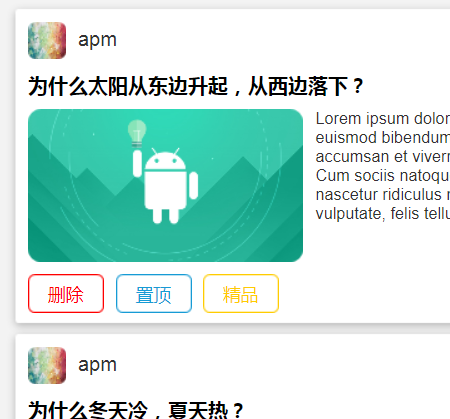 apm
为什么太阳从东边升起，从西边落下？
Lorem ipsum dolor
euismod bibendum
accumsan et viverr
Cum sociis natoqu
nascetur ridiculus
vulputate, felis tellu
删除 置顶 精品
apm
为什么冬天冷，夏天热？